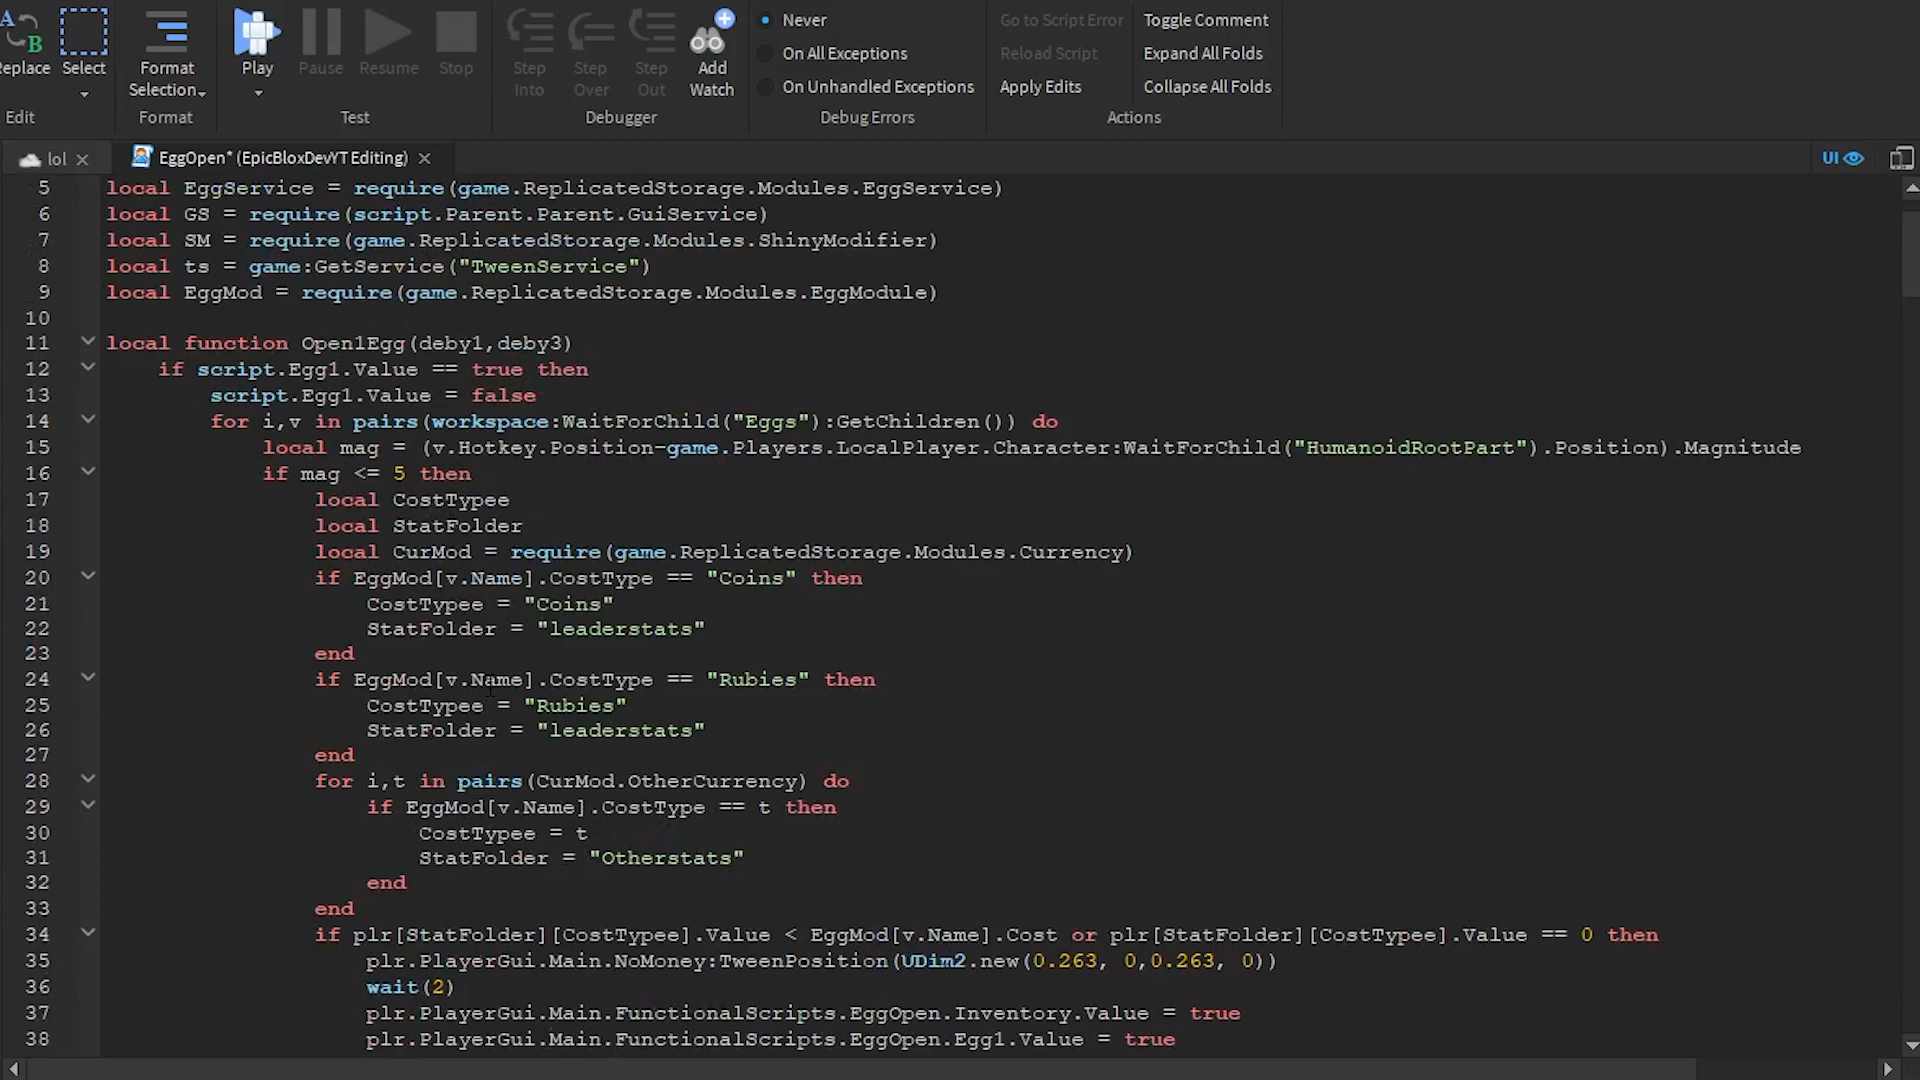 A
B
Replace
Select
Edit
Format
Selection
Format
Play
Pause
Resume
Stop
Test
Step
Into
Step
Over
Step
Out
Add
Watch
Debugger
Never
On All Exceptions
On Unhandled Exceptions
Debug Errors
Go to Script Error
Reload Script
Apply Edits
Toggle Comment
Expand All Folds
Collapse All Folds
Actions
lol
EggOpen* (EpicBloxDevYT Editing)
UI
5 local EggService = require(game.ReplicatedStorage.Modules.EggService)
6 local GS = require(script.Parent.Parent.GuiService)
7 local SM = require(game.ReplicatedStorage.Modules.ShinyModifier)
8 local ts = game:GetService("TweenService")
9 local EggMod = require(game.ReplicatedStorage.Modules.EggModule)
10
11 local function Open1Egg(deby1,deby3)
12 if script.Egg1.Value == true then
13 script.Egg1.Value = false
14 for i,v in pairs(workspace:WaitForChild("Eggs"):GetChildren()) do
15 local mag = (v.Hotkey.Position-game.Players.LocalPlayer.Character:WaitForChild("HumanoidRootPart").Position).Magnitude
16 if mag <= 5 then
17 local CostTypee
18 local StatFolder
19 local CurMod = require(game.ReplicatedStorage.Modules.Currency)
20 if EggMod[v.Name].CostType == "Coins" then
21 CostTypee = "Coins"
22 StatFolder = "leaderstats"
23 end
24 if EggMod[v.Name].CostType == "Rubies" then
25 CostTypee = "Rubies"
26 StatFolder = "leaderstats"
27 end
28 for i,t in pairs(CurMod.OtherCurrency) do
29 if EggMod[v.Name].CostType == t then
30 CostTypee = t
31 StatFolder = "Otherstats"
32 end
33 end
34 if plr[StatFolder][CostTypee].Value < EggMod[v.Name].Cost or plr[StatFolder][CostTypee].Value == 0 then
35 plr.PlayerGui.Main.NoMoney:TweenPosition(UDim2.new(0.263, 0,0.263, 0))
36 wait(2)
37 plr.PlayerGui.Main.FunctionalScripts.EggOpen.Inventory.Value = true
38 plr.PlayerGui.Main.FunctionalScripts.EggOpen.Egg1.Value = true